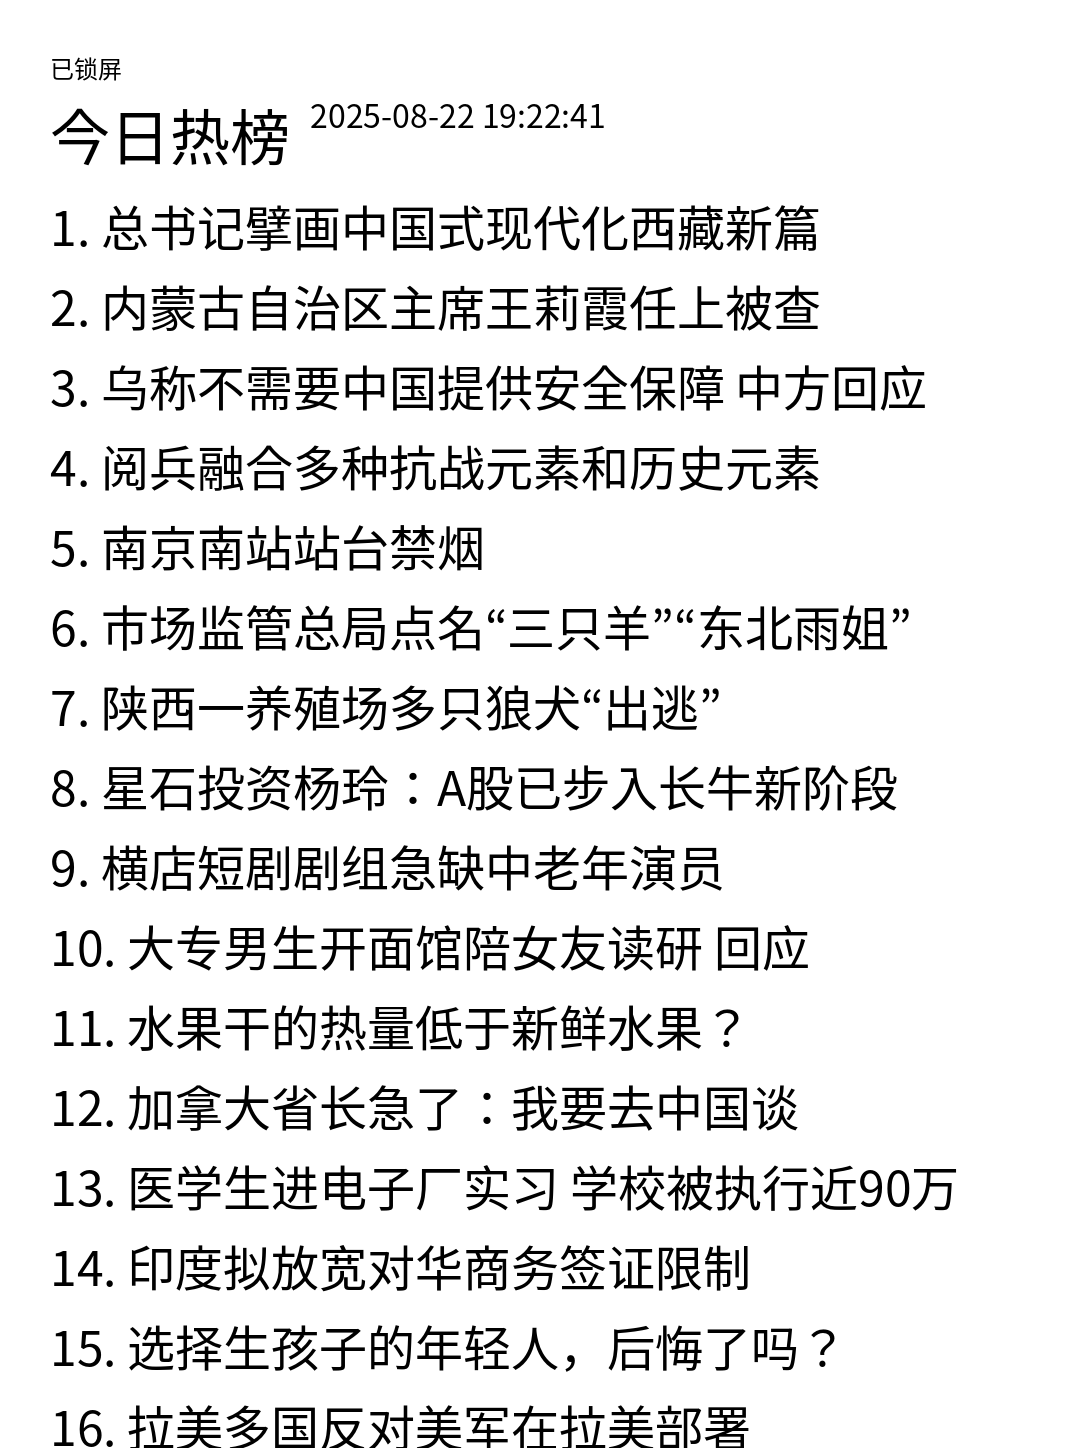 已锁屏
今日热榜 2025-08-22 19:22:41
1. 总书记擘画中国式现代化西藏新篇
2. 内蒙古自治区主席王莉霞任上被查
3. 乌称不需要中国提供安全保障 中方回应
4. 阅兵融合多种抗战元素和历史元素
5. 南京南站站台禁烟
6. 市场监管总局点名“三只羊”“东北雨姐”
7. 陕西一养殖场多只狼犬“出逃”
8. 星石投资杨玲：A股已步入长牛新阶段
9. 横店短剧剧组急缺中老年演员
10. 大专男生开面馆陪女友读研 回应
11. 水果干的热量低于新鲜水果？
12. 加拿大省长急了：我要去中国谈
13. 医学生进电子厂实习 学校被执行近90万
14. 印度拟放宽对华商务签证限制
15. 选择生孩子的年轻人，后悔了吗？
16. 拉美多国反对美军在拉美部署